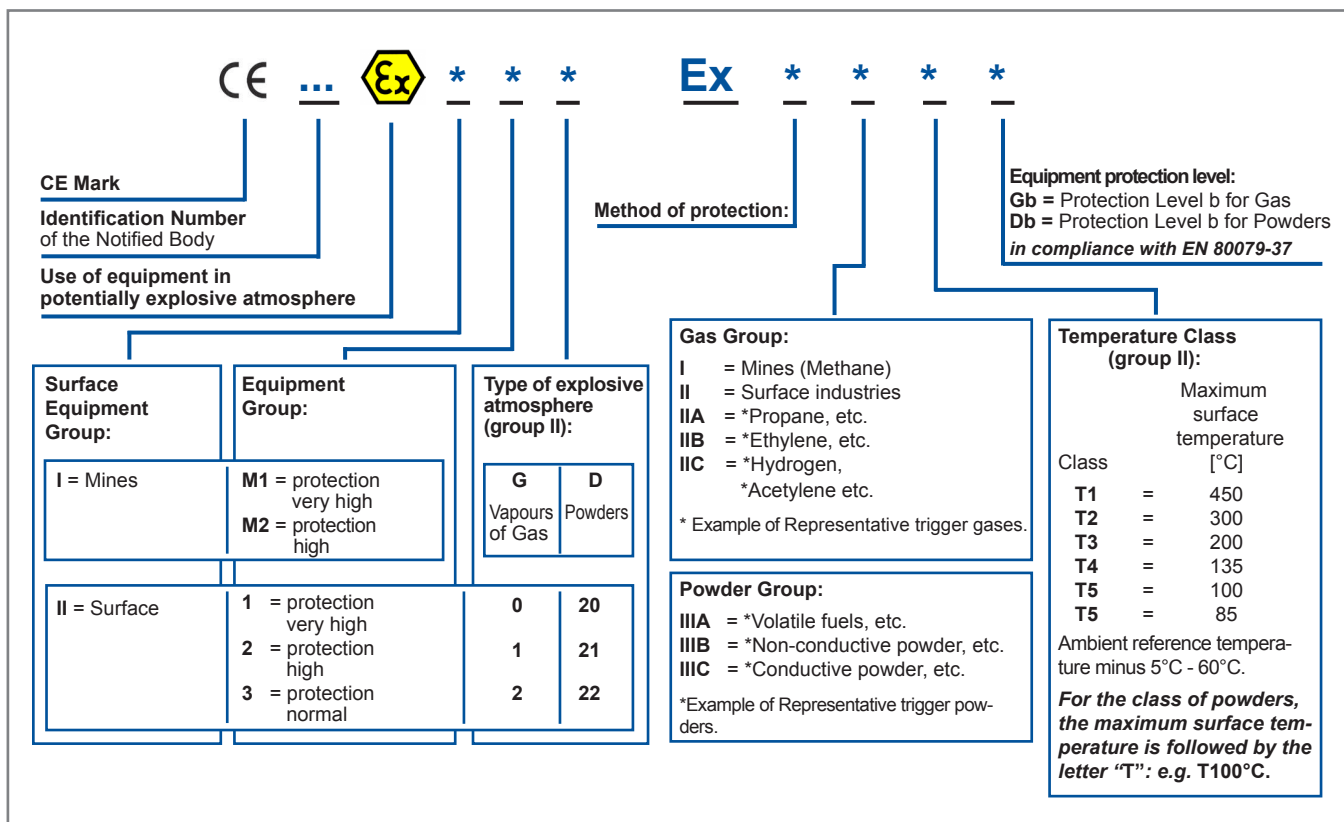 CE ... Ex * * * Ex * * * *
CE Mark
Identification Number
of the Notified Body
Use of equipment in
potentially explosive atmosphere
Method of protection:
Equipment protection level:
Gb = Protection Level b for Gas
Db = Protection Level b for Powders
in compliance with EN 80079-37
Surface
Equipment
Group:
I = Mines
II = Surface
Equipment
Group:
M1 = protection
very high
M2 = protection
high
1 = protection
very high
2 = protection
high
3 = protection
normal
Type of explosive
atmosphere
(group II):
G D
Vapours Powders
of Gas
0 20
1 21
2 22
Gas Group:
I = Mines (Methane)
II = Surface industries
IIA = *Propane, etc.
IIB = *Ethylene, etc.
IIC = *Hydrogen,
*Acetylene etc.
* Example of Representative trigger gases.
Powder Group:
IIIA = *Volatile fuels, etc.
IIIB = *Non-conductive powder, etc.
IIIC = *Conductive powder, etc.
*Example of Representative trigger pow-
ders.
Temperature Class
(group II):
Maximum
surface
temperature
Class [°C]
T1 = 450
T2 = 300
T3 = 200
T4 = 135
T5 = 100
T5 = 85
Ambient reference tempera-
ture minus 5°C - 60°C.
For the class of powders,
the maximum surface tem-
perature is followed by the
letter “T”: e.g. T100°C.